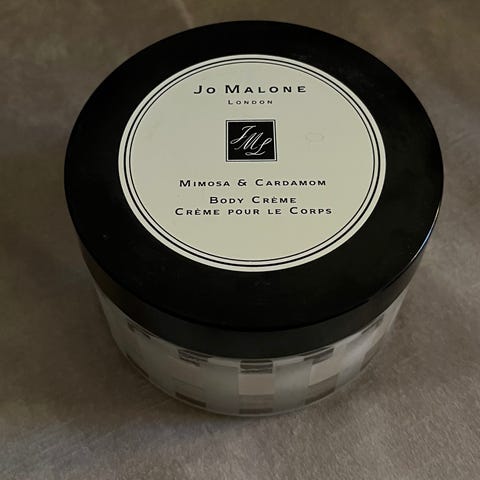 JO MALONE
LONDON
JML
MIMOSA & CARDAMOM
BODY CRÈME
CRÈME POUR LE CORPS